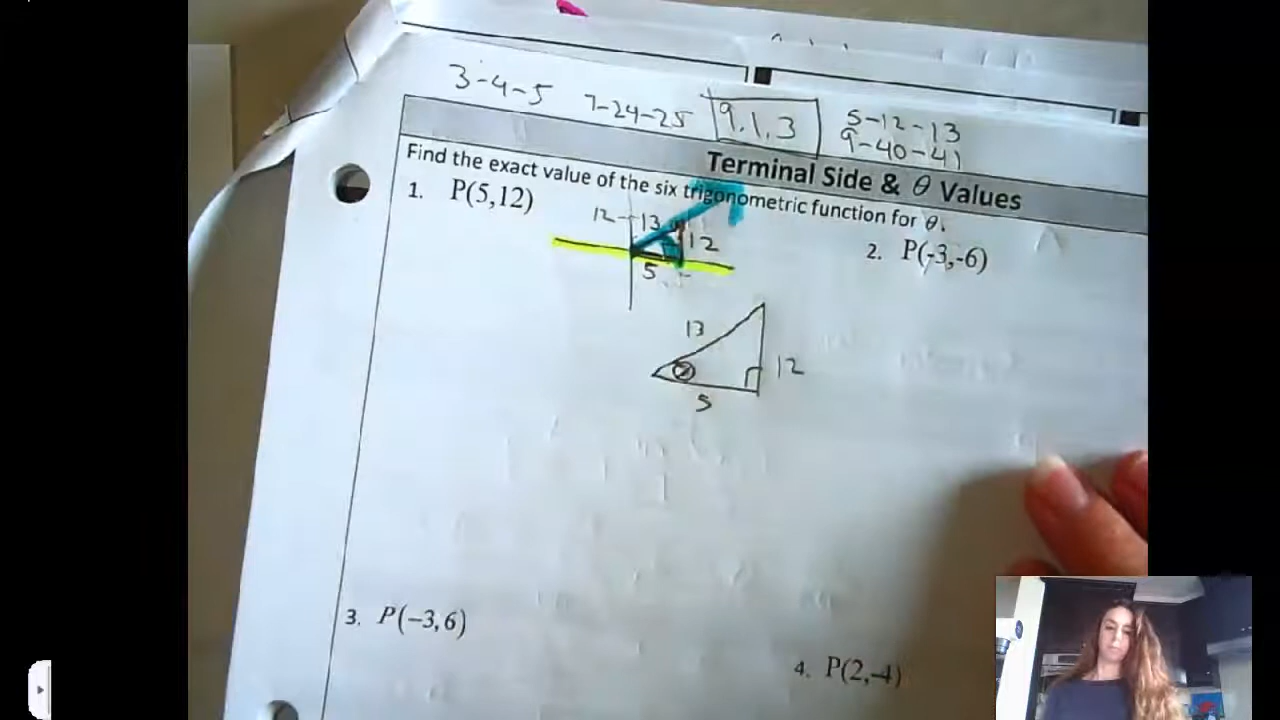 3-4-5 7-24-25 9.1.3 5-12-13
9-40-41
Terminal Side & θ Values
Find the exact value of the six trigonometric function for θ.
1. P(5,12)
12 13 12
5
2. P(-3,-6)
13
12
5
3. P(-3,6)
4. P(2,-4)